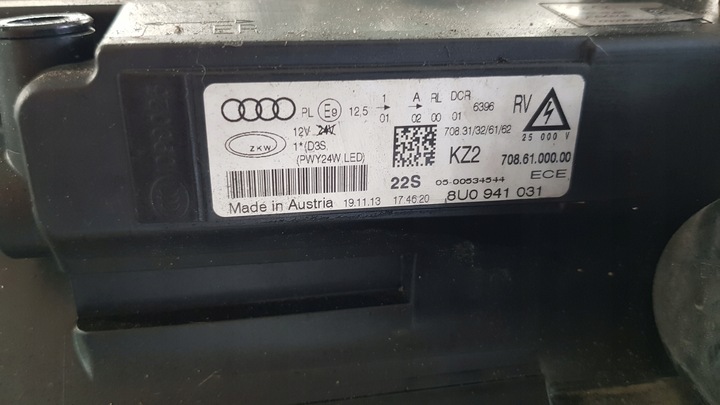 PL E9 12,5 1 01 A 02 RL 00 DCR 01 6396 RV
12V 24V
25 000 V
ZKW
1*(D3S,
(PWY24W,LED)
708.31/32/61/62
KZ2 708.61.000.00
ECE
22S 05-00534544
Made in Austria 19.11.13 17:46:20 8U0 941 031